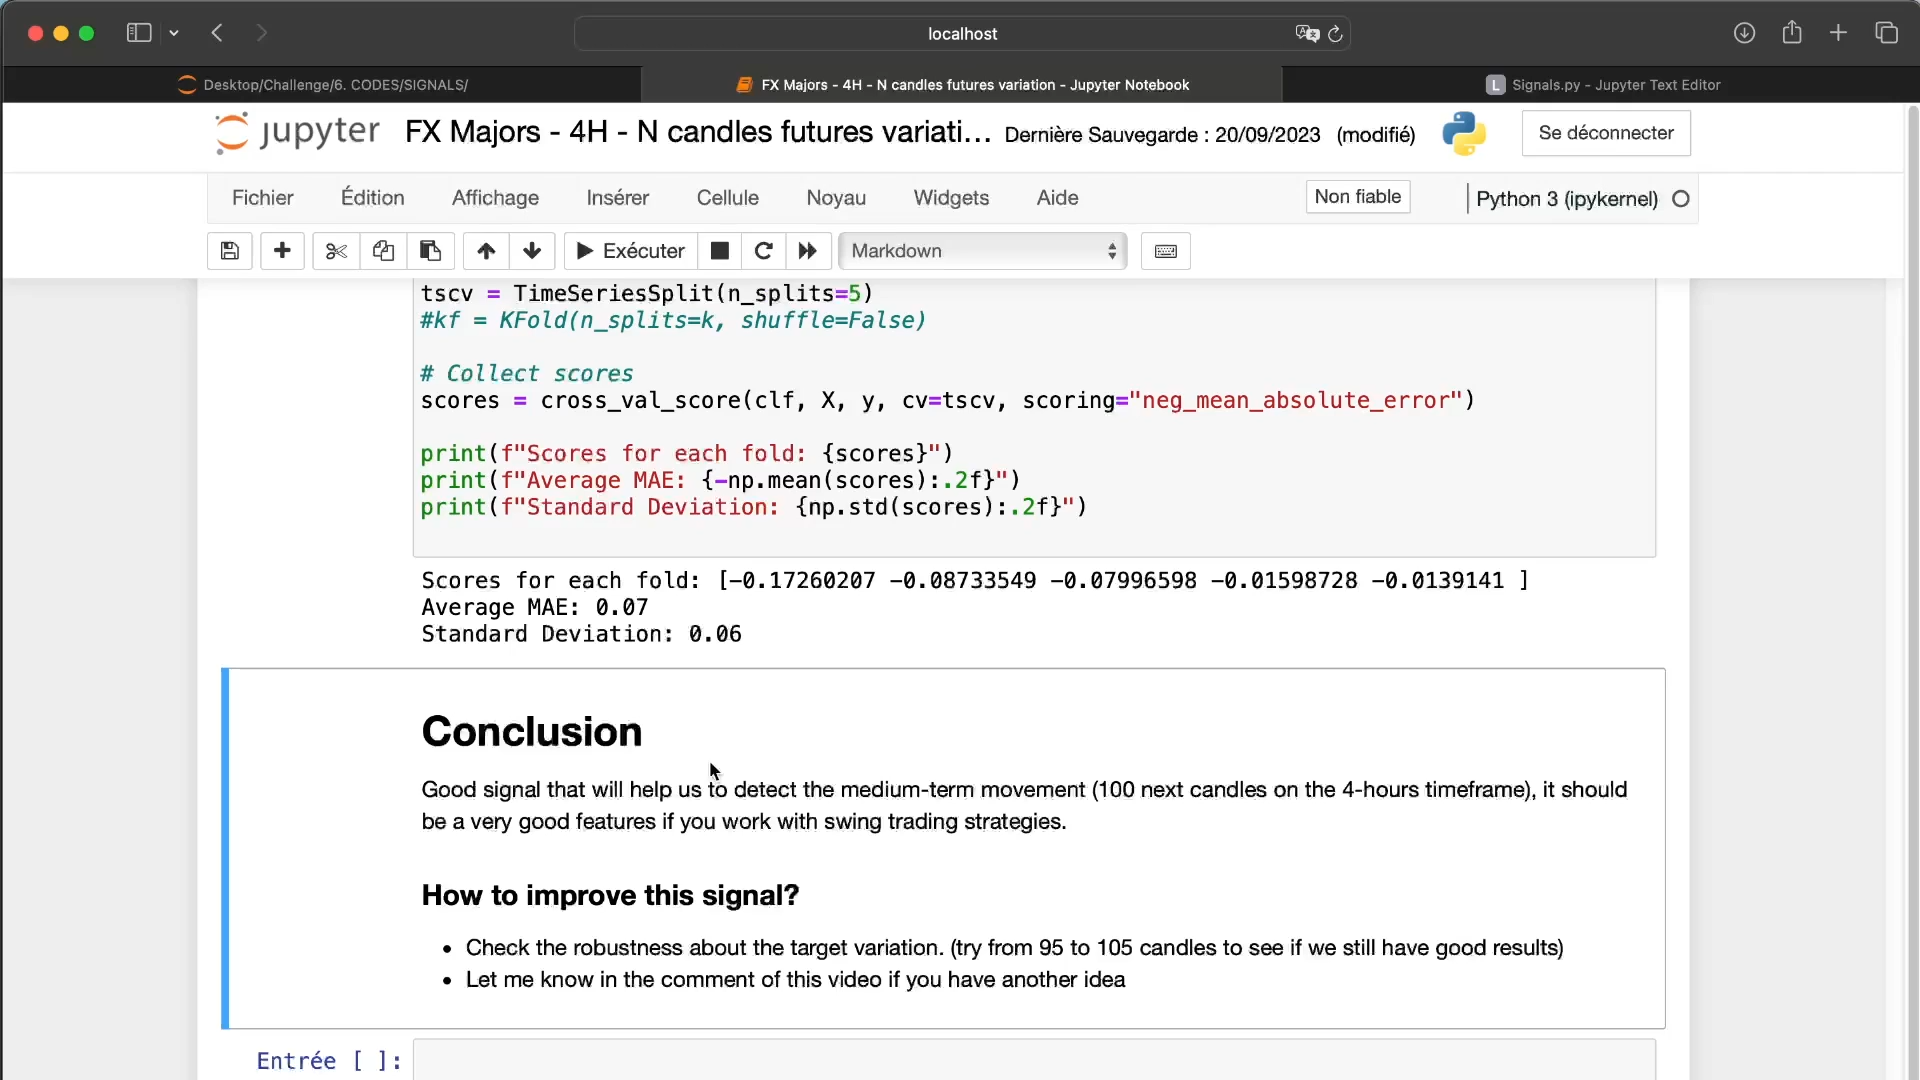 localhost
Desktop/Challenge/6. CODES/SIGNALS/
FX Majors - 4H - N candles futures variation - Jupyter Notebook
L Signals.py - Jupyter Text Editor
jupyter FX Majors - 4H - N candles futures variati... Dernière Sauvegarde : 20/09/2023 (modifié) Se déconnecter
Fichier Édition Affichage Insérer Cellule Noyau Widgets Aide Non fiable Python 3 (ipykernel)
Exécuter Markdown
tscv = TimeSeriesSplit(n_splits=5)
#kf = KFold(n_splits=k, shuffle=False)
# Collect scores
scores = cross_val_score(clf, X, y, cv=tscv, scoring="neg_mean_absolute_error")
print(f"Scores for each fold: {scores}")
print(f"Average MAE: {-np.mean(scores):.2f}")
print(f"Standard Deviation: {np.std(scores):.2f}")
Scores for each fold: [-0.17260207 -0.08733549 -0.07996598 -0.01598728 -0.0139141 ]
Average MAE: 0.07
Standard Deviation: 0.06
Conclusion
Good signal that will help us to detect the medium-term movement (100 next candles on the 4-hours timeframe), it should
be a very good features if you work with swing trading strategies.
How to improve this signal?
• Check the robustness about the target variation. (try from 95 to 105 candles to see if we still have good results)
• Let me know in the comment of this video if you have another idea
Entrée [ ]: